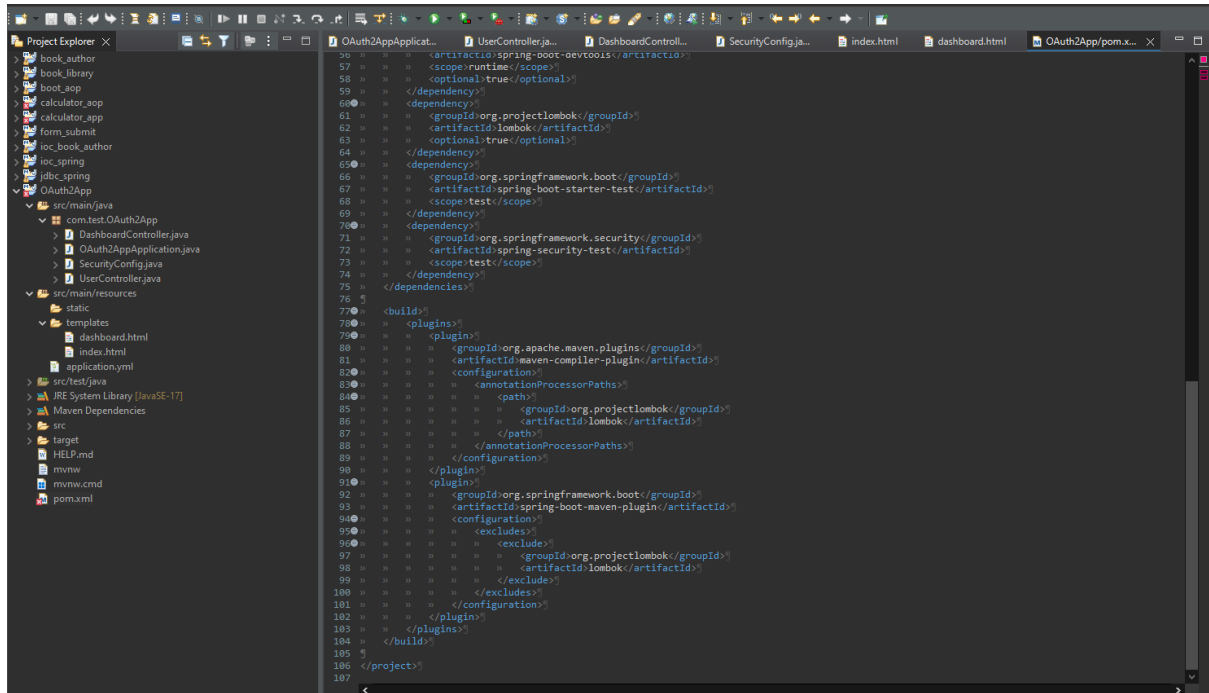 Project Explorer
book_author
book_library
boot_aop
calculator_aop
calculator_app
form_submit
ioc_book_author
ioc_spring
jdbc_spring
OAuth2App
src/main/java
com.test.OAuth2App
DashboardController.java
OAuth2AppApplication.java
SecurityConfig.java
UserController.java
src/main/resources
static
templates
dashboard.html
index.html
application.yml
src/test/java
JRE System Library [JavaSE-17]
Maven Dependencies
src
target
HELP.md
mvnw
mvnw.cmd
pom.xml
OAuth2AppApplicat... UserController.ja... DashboardControll... SecurityConfig.ja... index.html dashboard.html OAuth2App/pom.x...
56 <artifactId>spring-boot-devtools</artifactId>
57 <scope>runtime</scope>
58 <optional>true</optional>
59 </dependency>
60 <dependency>
61 <groupId>org.projectlombok</groupId>
62 <artifactId>lombok</artifactId>
63 <optional>true</optional>
64 </dependency>
65 <dependency>
66 <groupId>org.springframework.boot</groupId>
67 <artifactId>spring-boot-starter-test</artifactId>
68 <scope>test</scope>
69 </dependency>
70 <dependency>
71 <groupId>org.springframework.security</groupId>
72 <artifactId>spring-security-test</artifactId>
73 <scope>test</scope>
74 </dependency>
75 </dependencies>
76
77 <build>
78 <plugins>
79 <plugin>
80 <groupId>org.apache.maven.plugins</groupId>
81 <artifactId>maven-compiler-plugin</artifactId>
82 <configuration>
83 <annotationProcessorPaths>
84 <path>
85 <groupId>org.projectlombok</groupId>
86 <artifactId>lombok</artifactId>
87 </path>
88 </annotationProcessorPaths>
89 </configuration>
90 </plugin>
91 <plugin>
92 <groupId>org.springframework.boot</groupId>
93 <artifactId>spring-boot-maven-plugin</artifactId>
94 <configuration>
95 <excludes>
96 <exclude>
97 <groupId>org.projectlombok</groupId>
98 <artifactId>lombok</artifactId>
99 </exclude>
100 </excludes>
101 </configuration>
102 </plugin>
103 </plugins>
104 </build>
105
106 </project>
107